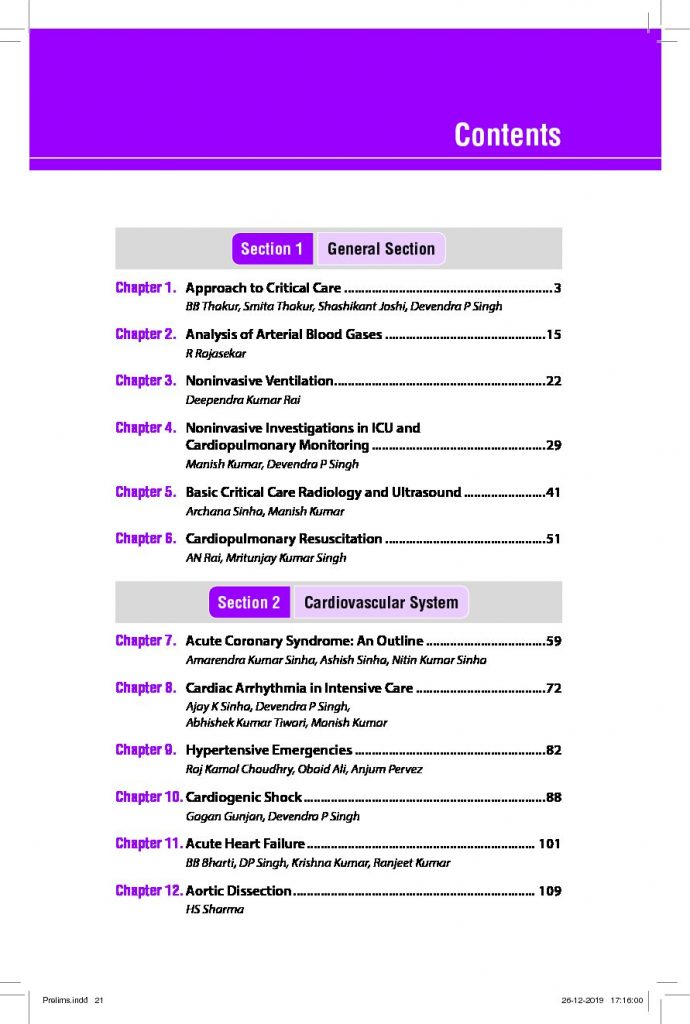 Contents
Section 1 General Section
Chapter 1. Approach to Critical Care ............................................................3
BB Thakur, Smita Thakur, Shashikant Joshi, Devendra P Singh
Chapter 2. Analysis of Arterial Blood Gases ...............................................15
R Rajasekar
Chapter 3. Noninvasive Ventilation..............................................................22
Deependra Kumar Rai
Chapter 4. Noninvasive Investigations in ICU and
Cardiopulmonary Monitoring ...................................................29
Manish Kumar, Devendra P Singh
Chapter 5. Basic Critical Care Radiology and Ultrasound ........................41
Archana Sinha, Manish Kumar
Chapter 6. Cardiopulmonary Resuscitation ...............................................51
AN Rai, Mritunjay Kumar Singh
Section 2 Cardiovascular System
Chapter 7. Acute Coronary Syndrome: An Outline ...................................59
Amarendra Kumar Sinha, Ashish Sinha, Nitin Kumar Sinha
Chapter 8. Cardiac Arrhythmia in Intensive Care ......................................72
Ajay K Sinha, Devendra P Singh,
Abhishek Kumar Tiwari, Manish Kumar
Chapter 9. Hypertensive Emergencies ........................................................82
Raj Kamal Choudhry, Obaid Ali, Anjum Pervez
Chapter 10. Cardiogenic Shock .......................................................................88
Gagan Gunjan, Devendra P Singh
Chapter 11. Acute Heart Failure ................................................................... 101
BB Bharti, DP Singh, Krishna Kumar, Ranjeet Kumar
Chapter 12. Aortic Dissection ....................................................................... 109
HS Sharma
Prelims.indd 21 26-12-2019 17:16:00